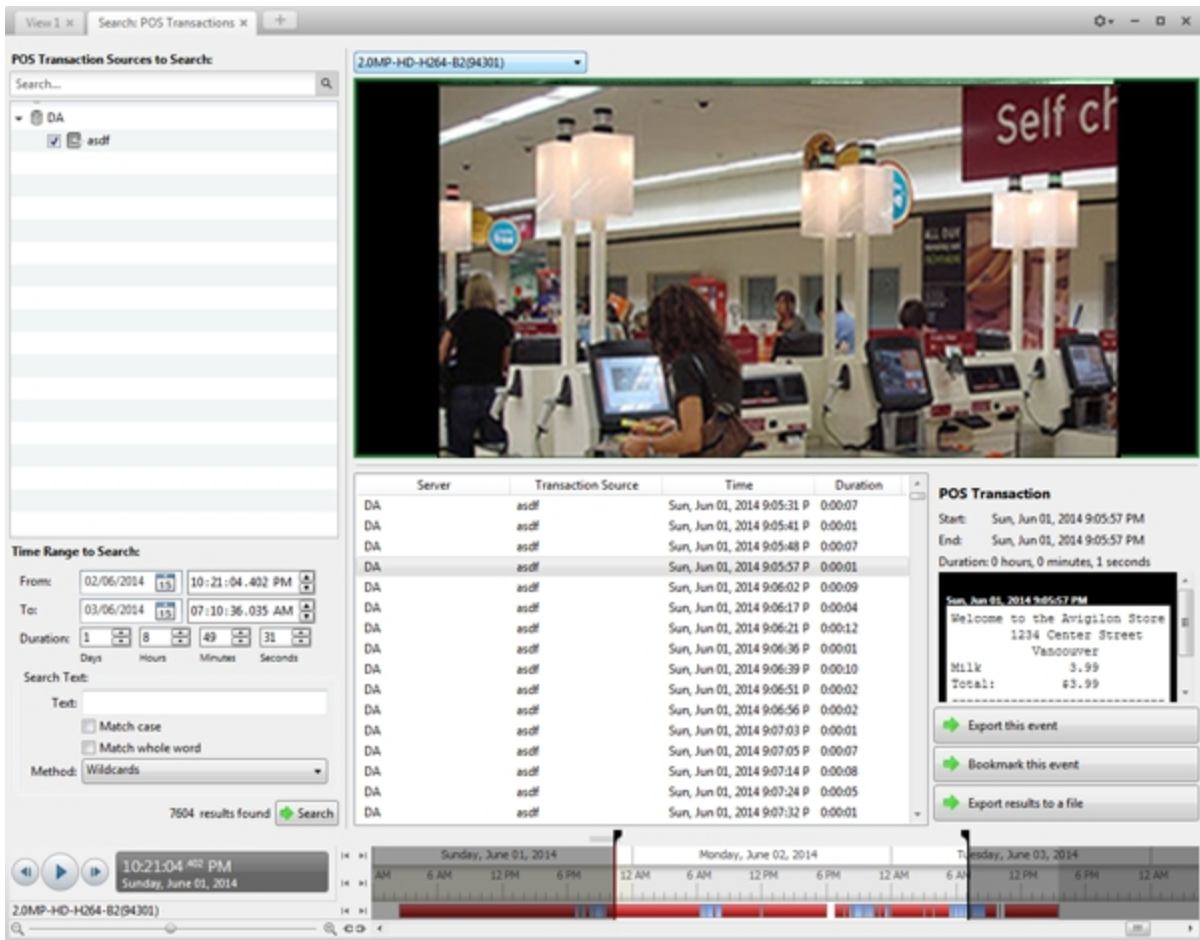 View 1 ×
Search: POS Transactions ×
+
POS Transaction Sources to Search:
Search...
DA
asdf
Time Range to Search:
From: 02/06/2014 15 10:21:04.402 PM
To: 03/06/2014 15 07:10:36.035 AM
Duration: 1 8 49 31
Days Hours Minutes Seconds
Search Text:
Text:
Match case
Match whole word
Method: Wildcards
7604 results found Search
2.0MP-HD-H264-B2(94301)
Self ch
free
ALL OUT
Server Transaction Source Time Duration
DA asdf Sun, Jun 01, 2014 9:05:31 P 0:00:07
DA asdf Sun, Jun 01, 2014 9:05:41 P 0:00:01
DA asdf Sun, Jun 01, 2014 9:05:48 P 0:00:07
DA asdf Sun, Jun 01, 2014 9:05:57 P 0:00:01
DA asdf Sun, Jun 01, 2014 9:06:02 P 0:00:09
DA asdf Sun, Jun 01, 2014 9:06:17 P 0:00:04
DA asdf Sun, Jun 01, 2014 9:06:21 P 0:00:12
DA asdf Sun, Jun 01, 2014 9:06:36 P 0:00:01
DA asdf Sun, Jun 01, 2014 9:06:39 P 0:00:10
DA asdf Sun, Jun 01, 2014 9:06:51 P 0:00:02
DA asdf Sun, Jun 01, 2014 9:06:56 P 0:00:02
DA asdf Sun, Jun 01, 2014 9:07:03 P 0:00:01
DA asdf Sun, Jun 01, 2014 9:07:05 P 0:00:07
DA asdf Sun, Jun 01, 2014 9:07:14 P 0:00:08
DA asdf Sun, Jun 01, 2014 9:07:24 P 0:00:05
DA asdf Sun, Jun 01, 2014 9:07:32 P 0:00:01
POS Transaction
Start: Sun, Jun 01, 2014 9:05:57 PM
End: Sun, Jun 01, 2014 9:05:57 PM
Duration: 0 hours, 0 minutes, 1 seconds
Sun, Jun 01, 2014 9:05:57 PM
Welcome to the Avigilon Store
1234 Center Street
Vancouver
Milk 3.99
Total: $3.99
Export this event
Bookmark this event
Export results to a file
10:21:04.402 PM
Sunday, June 01, 2014
Sunday, June 01, 2014 Monday, June 02, 2014 Tuesday, June 03, 2014
AM 6 AM 12 PM 6 PM 12 AM 6 AM 12 PM 6 PM 12 AM 6 AM 12 PM 6 PM 12 AM
2.0MP-HD-H264-B2(94301)